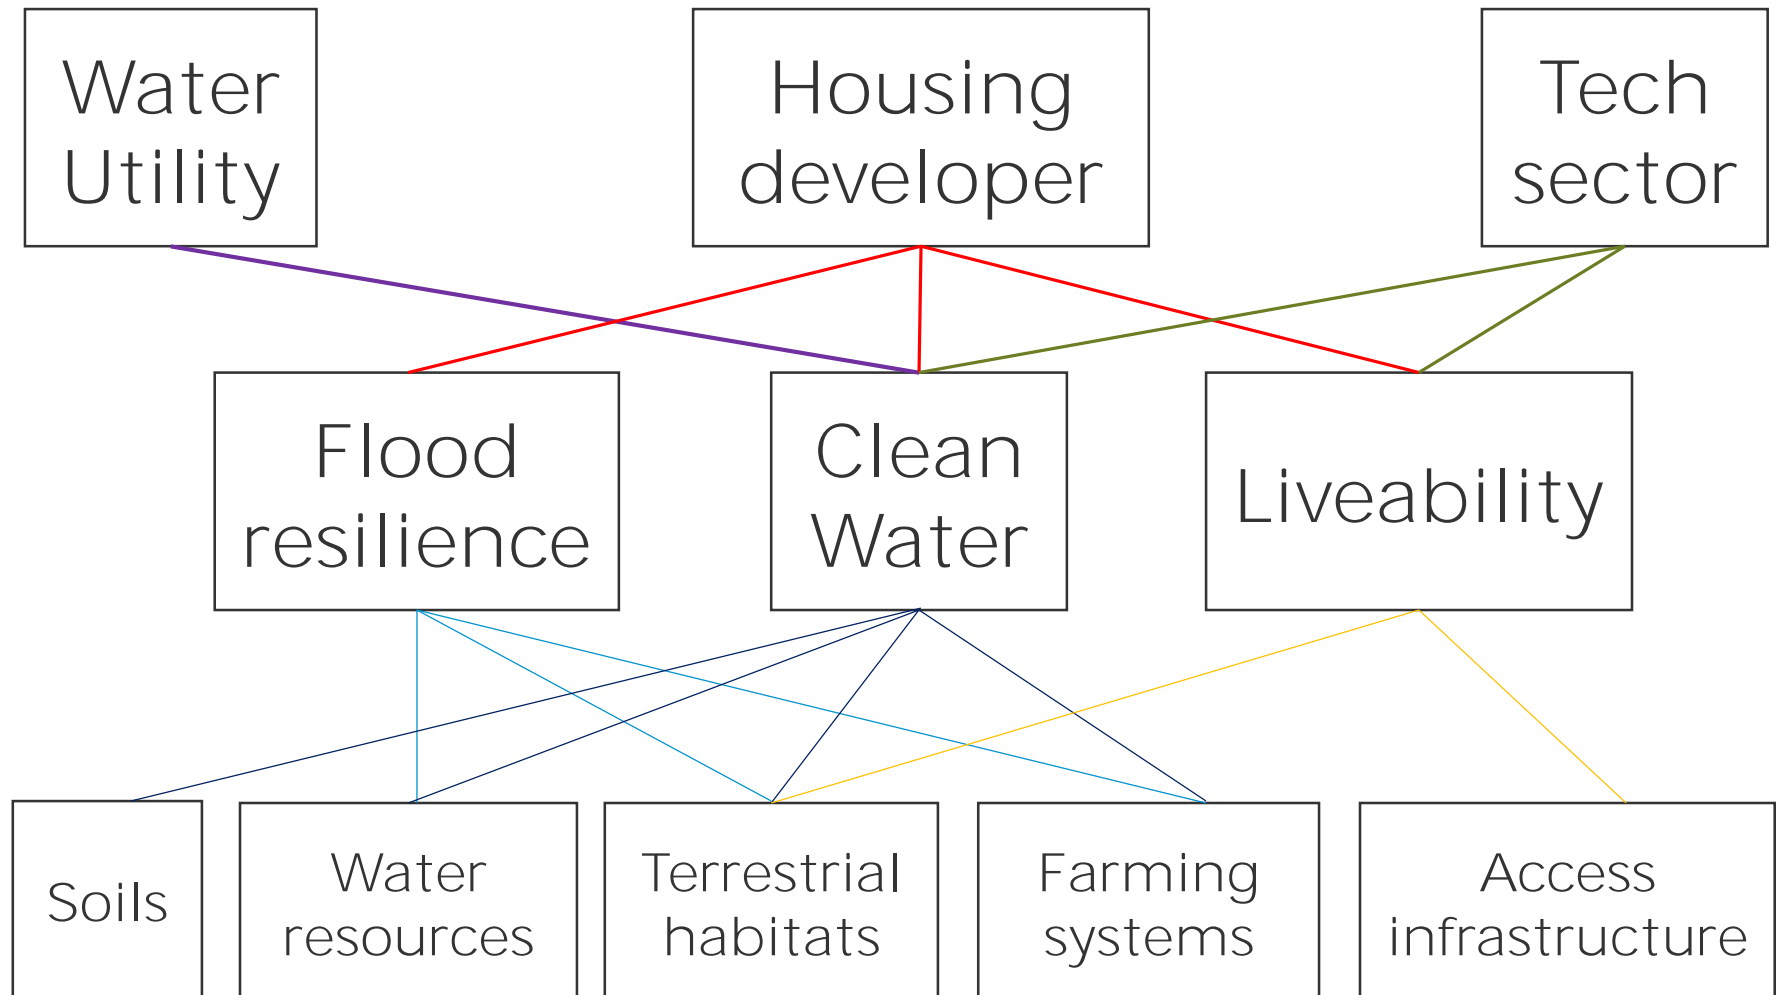 Water
Utility
Housing
developer
Tech
sector
Flood
resilience
Clean
Water
Liveability
Soils
Water
resources
Terrestrial
habitats
Farming
systems
Access
infrastructure